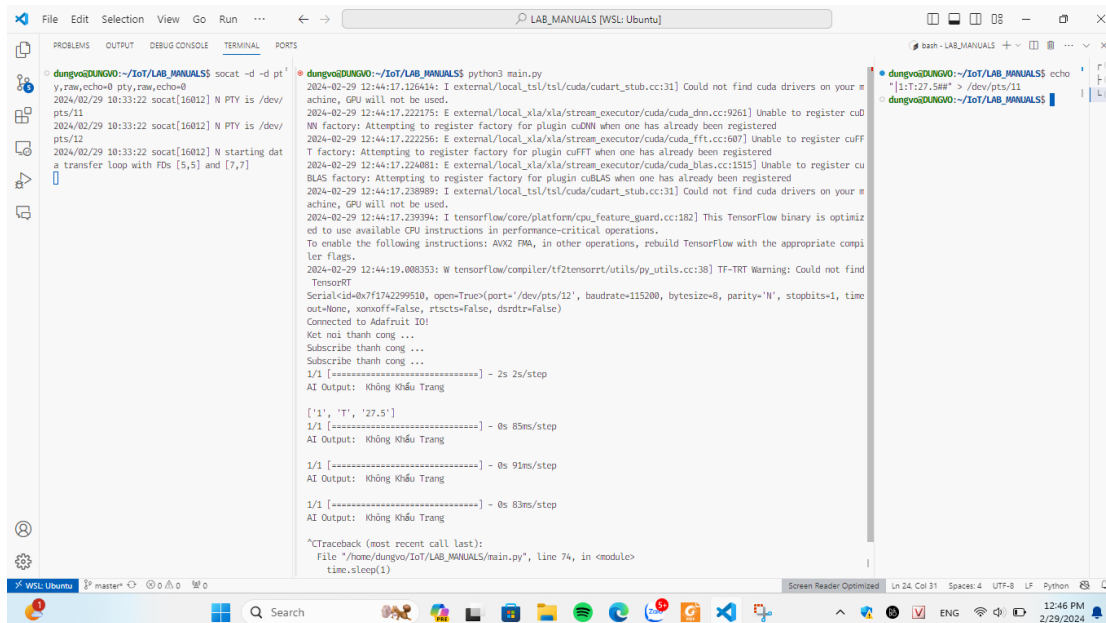 File Edit Selection View Go Run ···
LAB_MANUALS [WSL: Ubuntu]
PROBLEMS OUTPUT DEBUG CONSOLE TERMINAL PORTS
bash - LAB_MANUALS
dungvo@DUNGVO:~/IoT/LAB_MANUALS$ socat -d -d pt
y,raw,echo=0 pty,raw,echo=0
2024/02/29 10:33:22 socat[16012] N PTY is /dev/
pts/11
2024/02/29 10:33:22 socat[16012] N PTY is /dev/
pts/12
2024/02/29 10:33:22 socat[16012] N starting dat
a transfer loop with FDs [5,5] and [7,7]
dungvo@DUNGVO:~/IoT/LAB_MANUALS$ python3 main.py
2024-02-29 12:44:17.126414: I external/local_tsl/tsl/cuda/cudart_stub.cc:31] Could not find cuda drivers on your m
achine, GPU will not be used.
2024-02-29 12:44:17.222175: E external/local_xla/xla/stream_executor/cuda/cuda_dnn.cc:9261] Unable to register cuD
NN factory: Attempting to register factory for plugin cuDNN when one has already been registered
2024-02-29 12:44:17.222256: E external/local_xla/xla/stream_executor/cuda/cuda_fft.cc:607] Unable to register cuFF
T factory: Attempting to register factory for plugin cuFFT when one has already been registered
2024-02-29 12:44:17.224081: E external/local_xla/xla/stream_executor/cuda/cuda_blas.cc:1515] Unable to register cu
BLAS factory: Attempting to register factory for plugin cuBLAS when one has already been registered
2024-02-29 12:44:17.238989: I external/local_tsl/tsl/cuda/cudart_stub.cc:31] Could not find cuda drivers on your m
achine, GPU will not be used.
2024-02-29 12:44:17.239394: I tensorflow/core/platform/cpu_feature_guard.cc:182] This TensorFlow binary is optimiz
ed to use available CPU instructions in performance-critical operations.
To enable the following instructions: AVX2 FMA, in other operations, rebuild TensorFlow with the appropriate compi
ler flags.
2024-02-29 12:44:19.008353: W tensorflow/compiler/tf2tensorrt/utils/py_utils.cc:38] TF-TRT Warning: Could not find
TensorRT
Serial<id=0x7f1742299510, open=True>(port='/dev/pts/12', baudrate=115200, bytesize=8, parity='N', stopbits=1, time
out=None, xonxoff=False, rtscts=False, dsrdtr=False)
Connected to Adafruit IO!
Ket noi thanh cong ...
Subscribe thanh cong ...
Subscribe thanh cong ...
1/1 [==============================] - 2s 2s/step
AI Output: Không Khẩu Trang
['1', 'T', '27.5']
1/1 [==============================] - 0s 85ms/step
AI Output: Không Khẩu Trang
1/1 [==============================] - 0s 91ms/step
AI Output: Không Khẩu Trang
1/1 [==============================] - 0s 83ms/step
AI Output: Không Khẩu Trang
^CTraceback (most recent call last):
File "/home/dungvo/IoT/LAB_MANUALS/main.py", line 74, in <module>
time.sleep(1)
dungvo@DUNGVO:~/IoT/LAB_MANUALS$ echo
"|1:T:27.5##" > /dev/pts/11
dungvo@DUNGVO:~/IoT/LAB_MANUALS$
WSL: Ubuntu master* 0 0 0 Screen Reader Optimized Ln 24, Col 31 Spaces: 4 UTF-8 LF Python
Search ENG 12:46 PM
2/29/2024